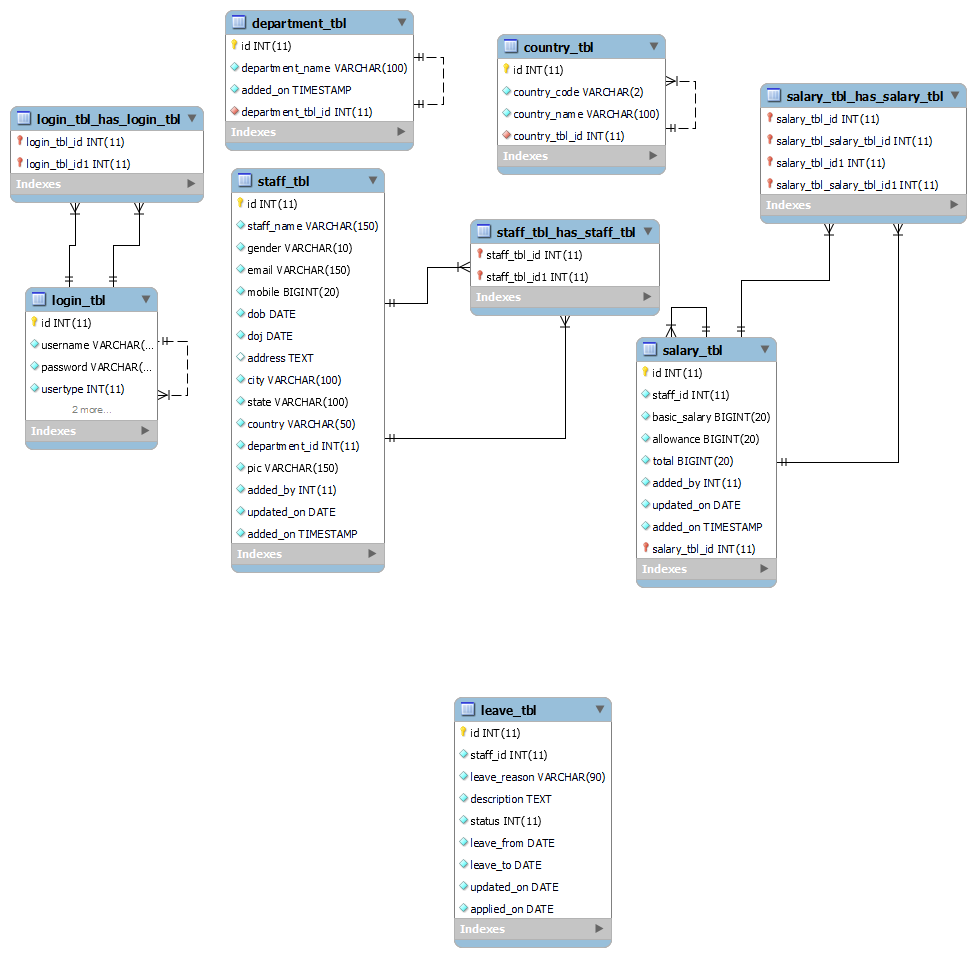 department_tbl
id INT(11)
department_name VARCHAR(100)
added_on TIMESTAMP
department_tbl_id INT(11)
Indexes
country_tbl
id INT(11)
country_code VARCHAR(2)
country_name VARCHAR(100)
country_tbl_id INT(11)
Indexes
salary_tbl_has_salary_tbl
salary_tbl_id INT(11)
salary_tbl_salary_tbl_id INT(11)
salary_tbl_id1 INT(11)
salary_tbl_salary_tbl_id1 INT(11)
Indexes
login_tbl_has_login_tbl
login_tbl_id INT(11)
login_tbl_id1 INT(11)
Indexes
staff_tbl
id INT(11)
staff_name VARCHAR(150)
gender VARCHAR(10)
email VARCHAR(150)
mobile BIGINT(20)
dob DATE
doj DATE
address TEXT
city VARCHAR(100)
state VARCHAR(100)
country VARCHAR(50)
department_id INT(11)
pic VARCHAR(150)
added_by INT(11)
updated_on DATE
added_on TIMESTAMP
Indexes
staff_tbl_has_staff_tbl
staff_tbl_id INT(11)
staff_tbl_id1 INT(11)
Indexes
login_tbl
id INT(11)
username VARCHAR(...
password VARCHAR(...
usertype INT(11)
2 more...
Indexes
salary_tbl
id INT(11)
staff_id INT(11)
basic_salary BIGINT(20)
allowance BIGINT(20)
total BIGINT(20)
added_by INT(11)
updated_on DATE
added_on TIMESTAMP
salary_tbl_id INT(11)
Indexes
leave_tbl
id INT(11)
staff_id INT(11)
leave_reason VARCHAR(90)
description TEXT
status INT(11)
leave_from DATE
leave_to DATE
updated_on DATE
applied_on DATE
Indexes